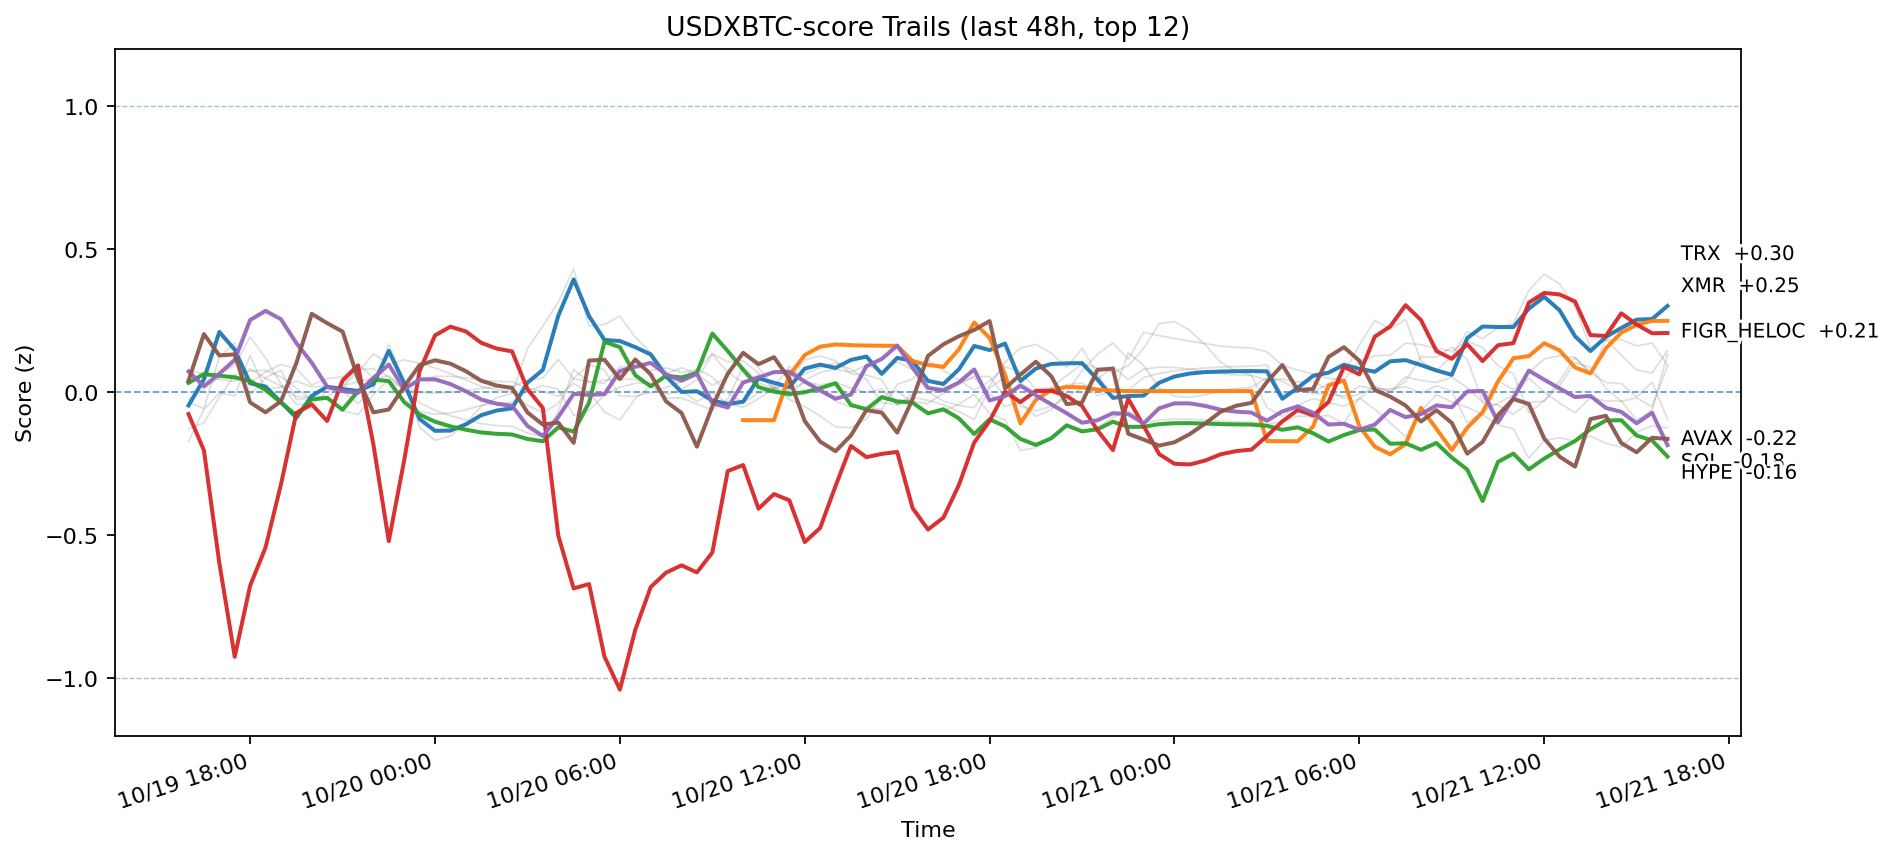 USDXBTC-score Trails (last 48h, top 12)
Score (z)
1.0
0.5
0.0
−0.5
−1.0
TRX +0.30
XMR +0.25
FIGR_HELOC +0.21
AVAX -0.22
SOL -0.18
HYPE -0.16
10/19 18:00
10/20 00:00
10/20 06:00
10/20 12:00
10/20 18:00
10/21 00:00
10/21 06:00
10/21 12:00
10/21 18:00
Time